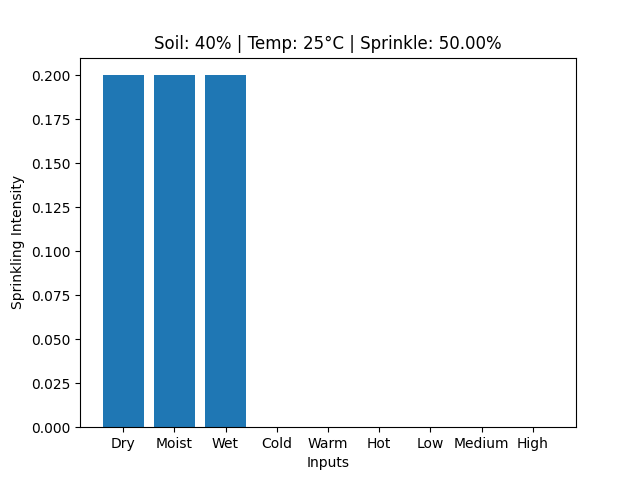 Soil: 40% | Temp: 25°C | Sprinkle: 50.00%
Sprinkling Intensity
0.200
0.175
0.150
0.125
0.100
0.075
0.050
0.025
0.000
Dry Moist Wet Cold Warm Hot Low Medium High
Inputs